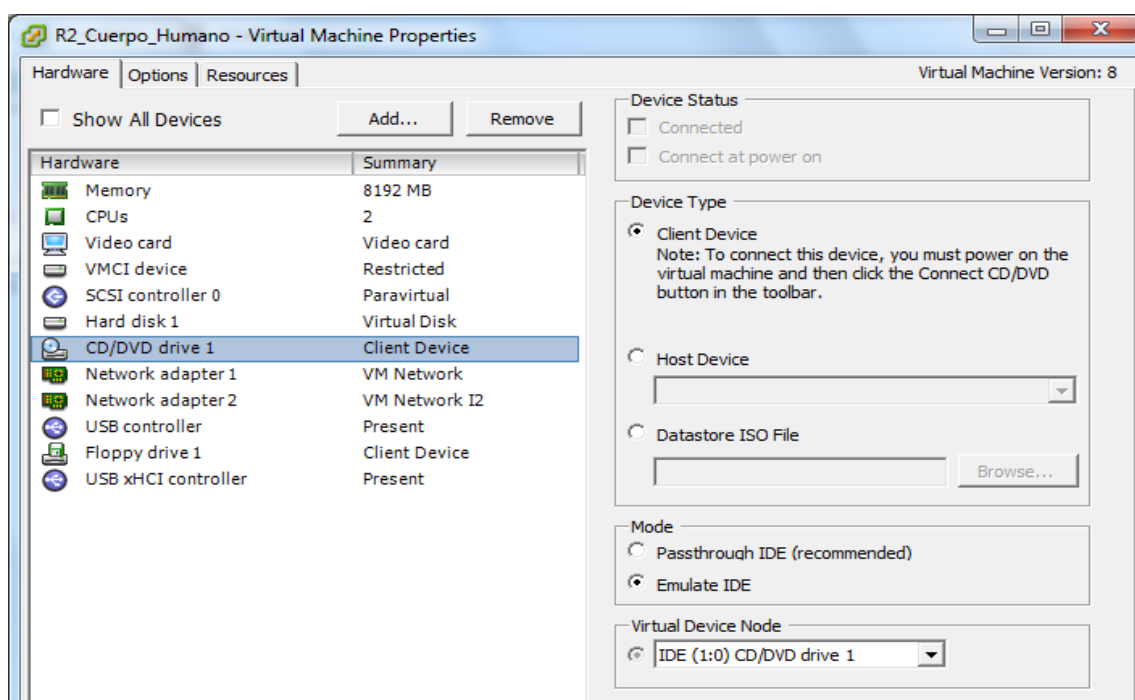 R2_Cuerpo_Humano - Virtual Machine Properties
Hardware Options Resources Virtual Machine Version: 8
Show All Devices Add... Remove
Hardware Summary
Memory 8192 MB
CPUs 2
Video card Video card
VMCI device Restricted
SCSI controller 0 Paravirtual
Hard disk 1 Virtual Disk
CD/DVD drive 1 Client Device
Network adapter 1 VM Network
Network adapter 2 VM Network I2
USB controller Present
Floppy drive 1 Client Device
USB xHCI controller Present
Device Status
Connected
Connect at power on
Device Type
Client Device
Note: To connect this device, you must power on the
virtual machine and then click the Connect CD/DVD
button in the toolbar.
Host Device
Datastore ISO File
Browse...
Mode
Passthrough IDE (recommended)
Emulate IDE
Virtual Device Node
IDE (1:0) CD/DVD drive 1